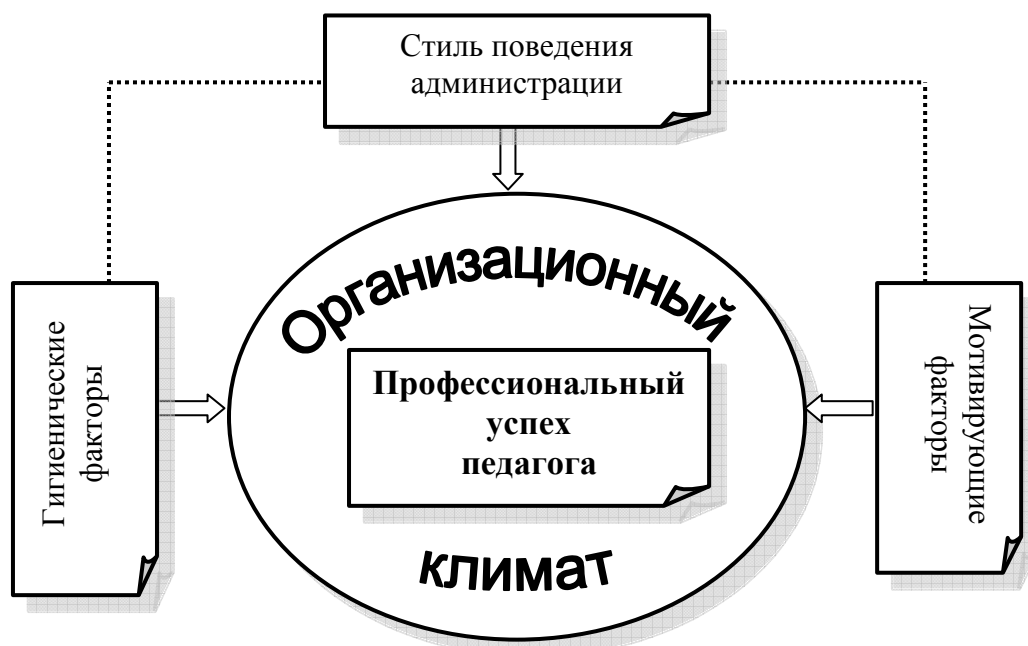 Стиль поведения
администрации
Организационный
Гигиенические
факторы
Профессиональный
успех
педагога
Мотивирующие
факторы
климат